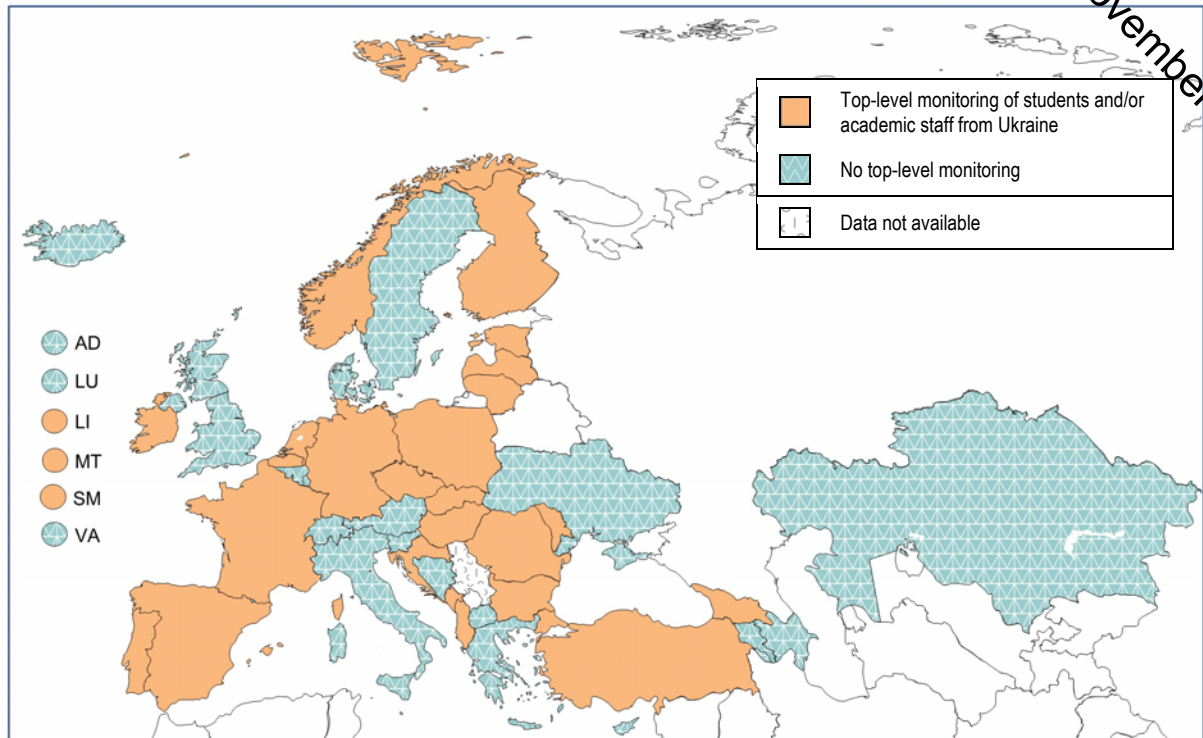 Top-level monitoring of students and/or
academic staff from Ukraine
No top-level monitoring
Data not available
AD
LU
LI
MT
SM
VA